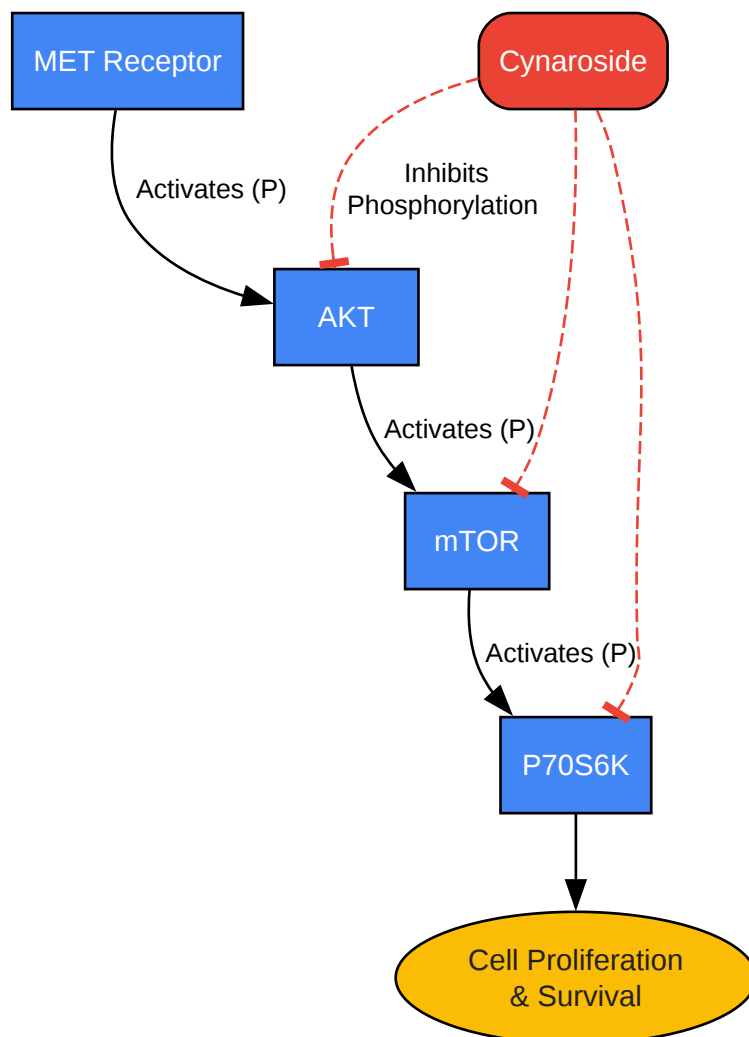 MET Receptor
Cynaroside
Activates (P)
Inhibits
Phosphorylation
AKT
Activates (P)
mTOR
Activates (P)
P70S6K
Cell Proliferation
& Survival